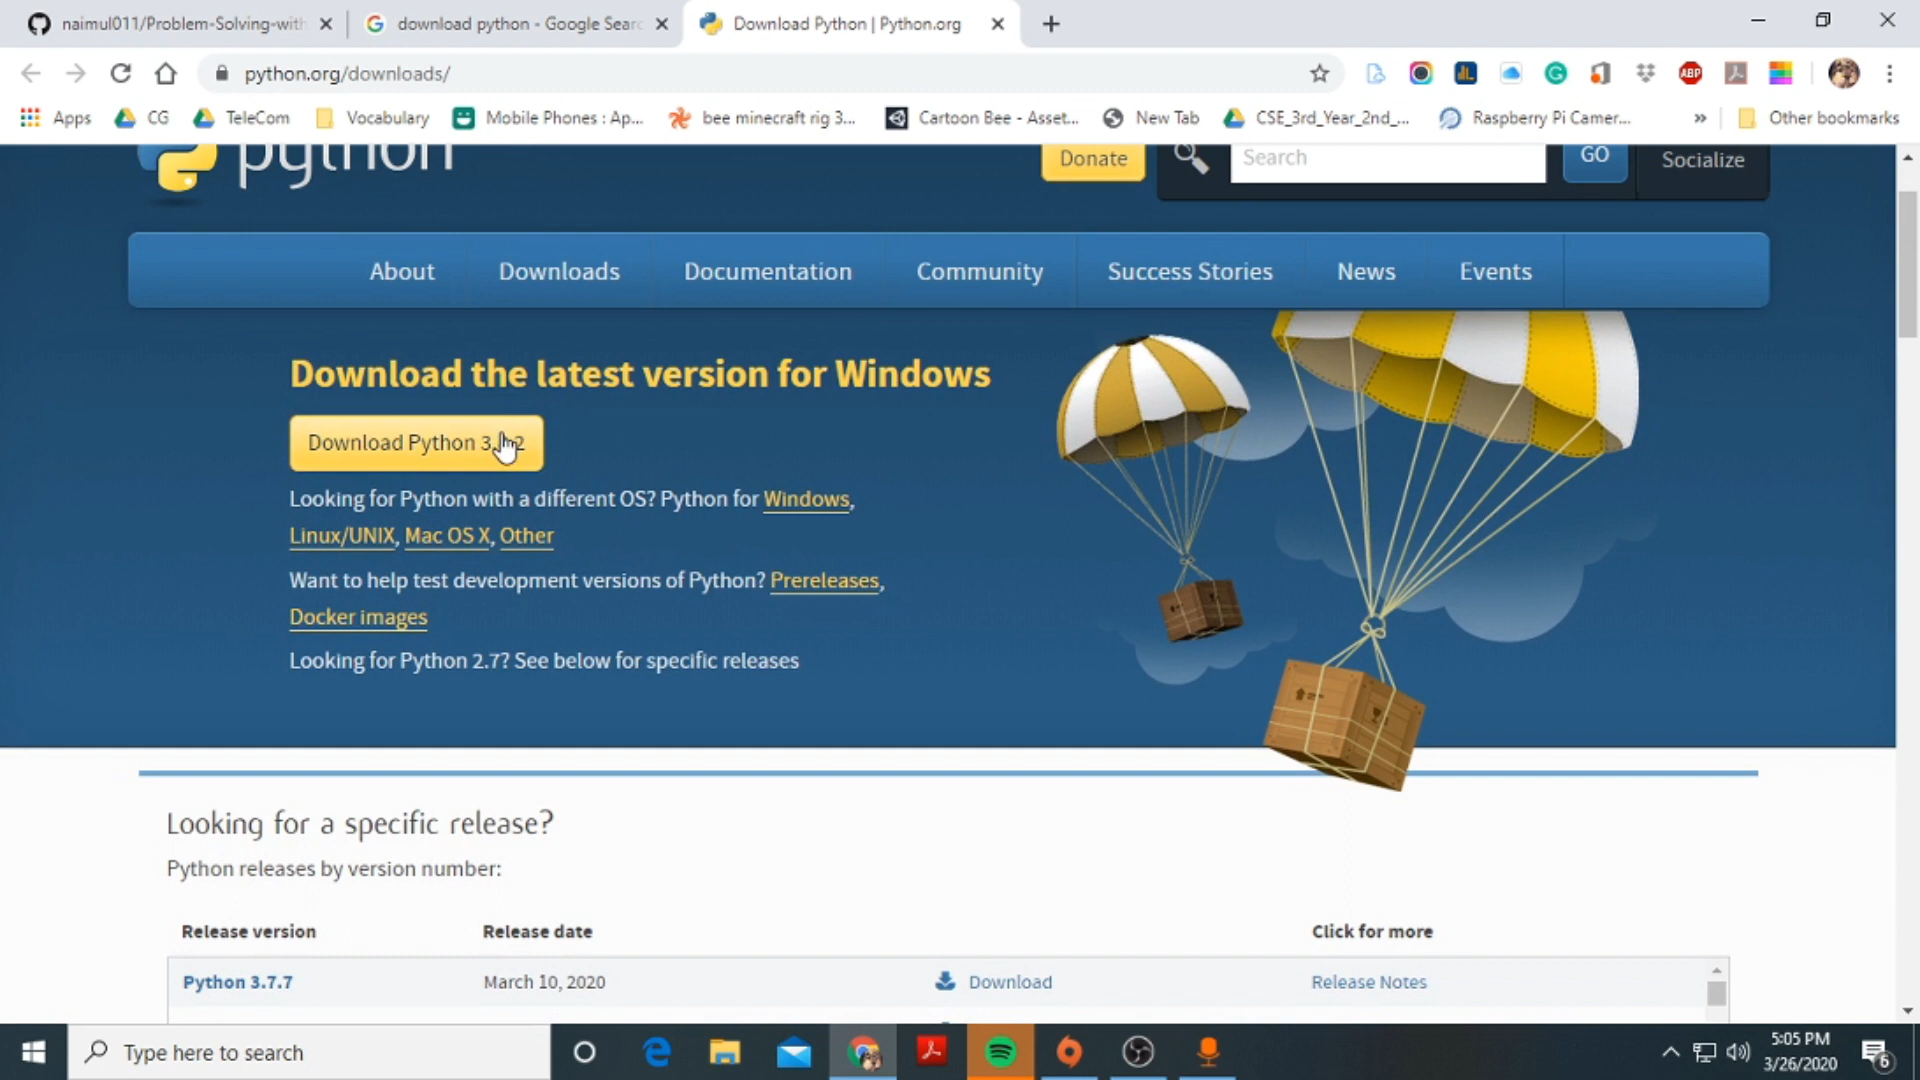 naimul011/Problem-Solving-with
download python - Google Searc
Download Python | Python.org
python.org/downloads/
ABP
Apps
CG
TeleCom
Vocabulary
Mobile Phones : Ap...
bee minecraft rig 3...
Cartoon Bee - Asset...
New Tab
CSE_3rd_Year_2nd_...
Raspberry Pi Camer...
»
Other bookmarks
python
Donate
Search
GO
Socialize
About
Downloads
Documentation
Community
Success Stories
News
Events
Download the latest version for Windows
Download Python 3.
Looking for Python with a different OS? Python for Windows,
Linux/UNIX, Mac OS X, Other
Want to help test development versions of Python? Prereleases,
Docker images
Looking for Python 2.7? See below for specific releases
Looking for a specific release?
Python releases by version number:
Release version Release date Click for more
Python 3.7.7 March 10, 2020 Download Release Notes
Type here to search
5:05 PM
3/26/2020
6